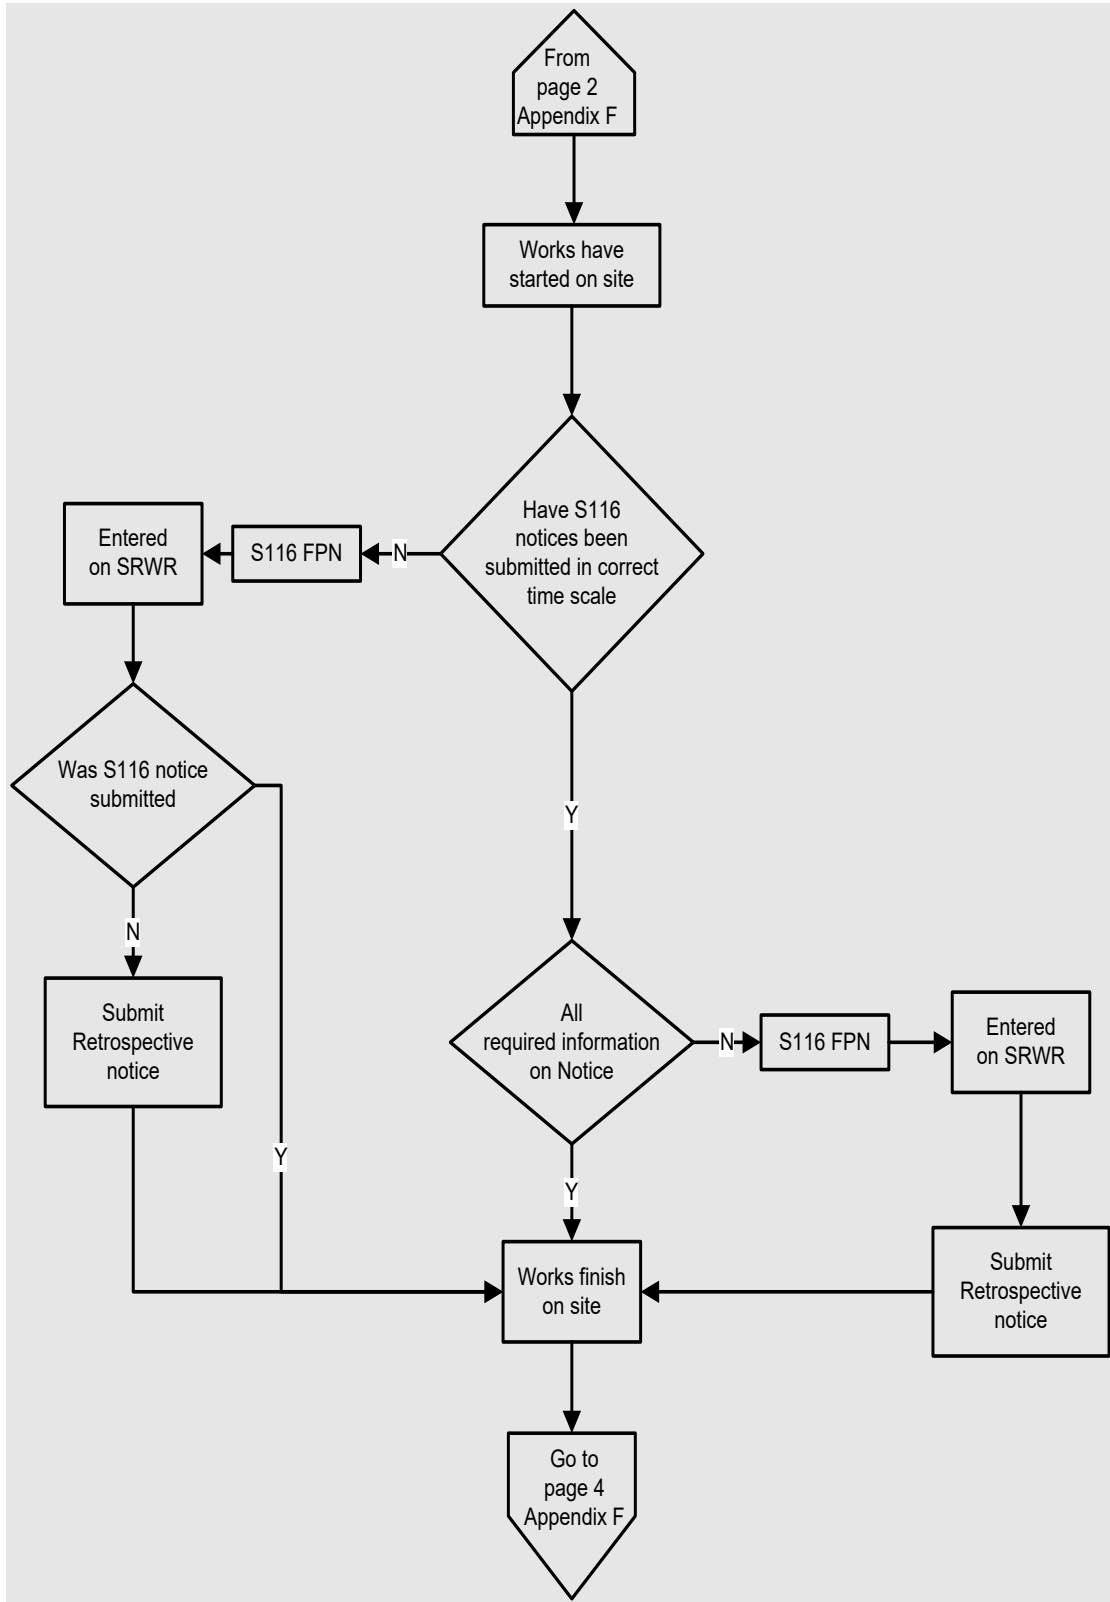 From
page 2
Appendix F
Works have
started on site
Have S116
notices been
submitted in correct
time scale
N
S116 FPN
Entered
on SRWR
Was S116 notice
submitted
Y
N
Submit
Retrospective
notice
Y
All
required information
on Notice
N
S116 FPN
Entered
on SRWR
Y
Submit
Retrospective
notice
Works finish
on site
Go to
page 4
Appendix F